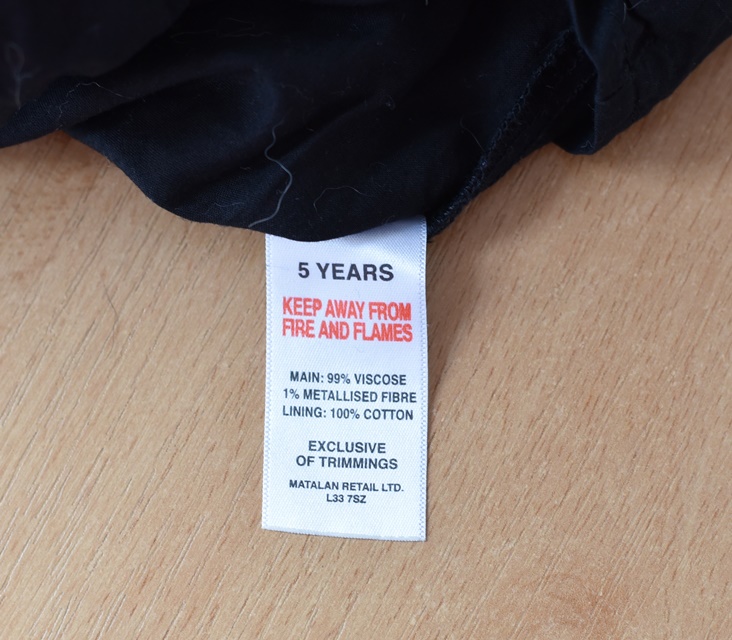 5 YEARS
KEEP AWAY FROM
FIRE AND FLAMES
MAIN: 99% VISCOSE
1% METALLISED FIBRE
LINING: 100% COTTON
EXCLUSIVE
OF TRIMMINGS
MATALAN RETAIL LTD.
L33 7SZ